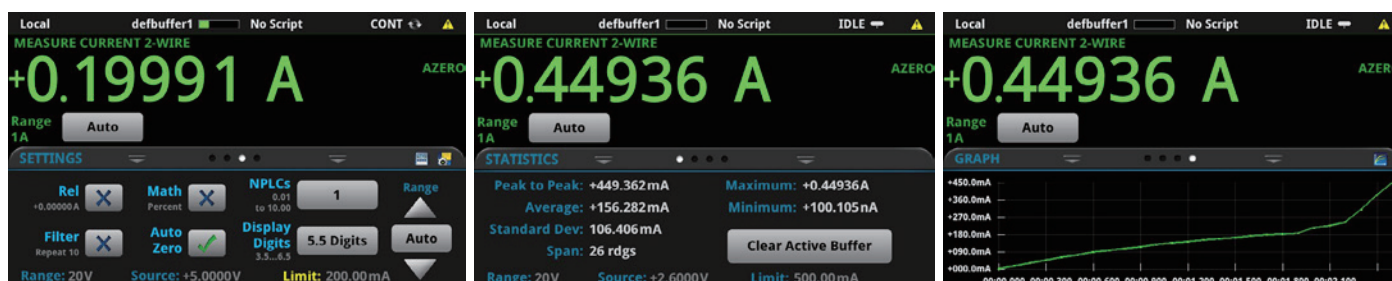 Local defbuffer1 No Script CONT
MEASURE CURRENT 2-WIRE
+0.19991 A
AZERO
Range Auto
1A
SETTINGS
Rel
+0.00000 A
Math
Percent
NPLCs
0.01
to 10.00
1
Range
Filter
Repeat 10
Auto
Zero
Display
Digits
3.5...6.5
5.5 Digits
Auto
Range: 20V Source: +5.0000V Limit: 200.00mA
Local defbuffer1 No Script IDLE
MEASURE CURRENT 2-WIRE
+0.44936 A
AZERO
Range Auto
1A
STATISTICS
Peak to Peak: +449.362mA Maximum: +0.44936A
Average: +156.282mA Minimum: +100.105nA
Standard Dev: 106.406mA
Span: 26 rdgs
Clear Active Buffer
Range: 20V Source: +2.6000V Limit: 500.00mA
Local defbuffer1 No Script IDLE
MEASURE CURRENT 2-WIRE
+0.44936 A
AZER
Range Auto
1A
GRAPH
+450.0mA
+360.0mA
+270.0mA
+180.0mA
+090.0mA
+000.0mA